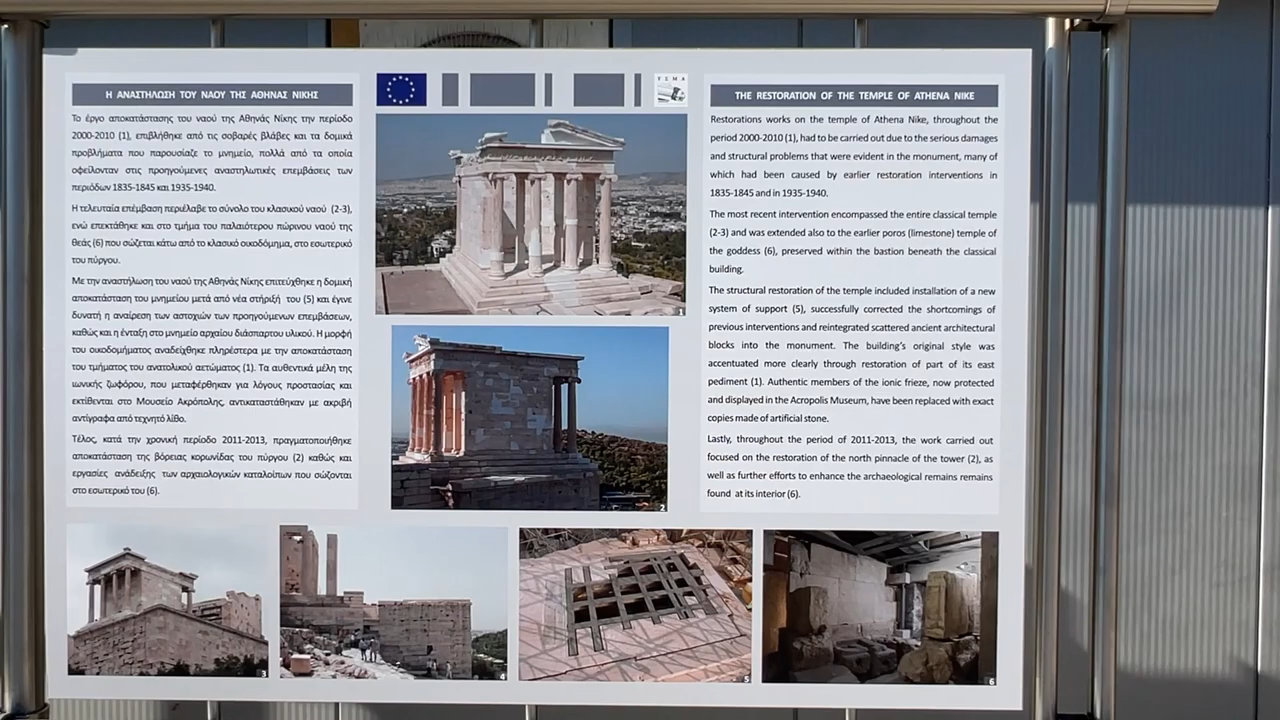 Η ΑΝΑΣΤΗΛΩΣΗ ΤΟΥ ΝΑΟΥ ΤΗΣ ΑΘΗΝΑΣ ΝΙΚΗΣ
Το έργο αποκατάστασης του ναού της Αθηνάς Νίκης την περίοδο
2000-2010 (1), επιβλήθηκε από τις σοβαρές βλάβες και τα δομικά
προβλήματα που παρουσίαζε το μνημείο, πολλά από τα οποία
οφείλονταν στις προηγούμενες αναστηλωτικές επεμβάσεις των
περιόδων 1835-1845 και 1935-1940.
Η τελευταία επέμβαση περιέλαβε το σύνολο του κλασικού ναού (2-3),
ενώ επεκτάθηκε και στο τμήμα του παλαιότερου πώρινου ναού της
θεάς (6) που σώζεται κάτω από το κλασικό οικοδόμημα, στο εσωτερικό
του πύργου.
Με την αναστήλωση του ναού της Αθηνάς Νίκης επιτεύχθηκε η δομική
αποκατάσταση του μνημείου μετά από νέα στήριξή του (5) και έγινε
δυνατή η αναίρεση των αστοχιών των προηγούμενων επεμβάσεων,
καθώς και η ένταξη στο μνημείο αρχαίου διάσπαρτου υλικού. Η μορφή
του οικοδομήματος αναδείχθηκε πληρέστερα με την αποκατάσταση
του τμήματος του ανατολικού αετώματος (1). Τα αυθεντικά μέλη της
ιωνικής ζωφόρου, που μεταφέρθηκαν για λόγους προστασίας και
εκτίθενται στο Μουσείο Ακρόπολης, αντικαταστάθηκαν με ακριβή
αντίγραφα από τεχνητό λίθο.
Τέλος, κατά την χρονική περίοδο 2011-2013, πραγματοποιήθηκε
αποκατάσταση της βόρειας κορωνίδας του πύργου (2) καθώς και
εργασίες ανάδειξης των αρχαιολογικών καταλοίπων που σώζονται
στο εσωτερικό του (6).
Υ Σ Μ Α
1
2
3
4
5
6
THE RESTORATION OF THE TEMPLE OF ATHENA NIKE
Restorations works on the temple of Athena Nike, throughout the
period 2000-2010 (1), had to be carried out due to the serious damages
and structural problems that were evident in the monument, many of
which had been caused by earlier restoration interventions in
1835-1845 and in 1935-1940.
The most recent intervention encompassed the entire classical temple
(2-3) and was extended also to the earlier poros (limestone) temple of
the goddess (6), preserved within the bastion beneath the classical
building.
The structural restoration of the temple included installation of a new
system of support (5), successfully corrected the shortcomings of
previous interventions and reintegrated scattered ancient architectural
blocks into the monument. The building's original style was
accentuated more clearly through restoration of part of its east
pediment (1). Authentic members of the ionic frieze, now protected
and displayed in the Acropolis Museum, have been replaced with exact
copies made of artificial stone.
Lastly, throughout the period of 2011-2013, the work carried out
focused on the restoration of the north pinnacle of the tower (2), as
well as further efforts to enhance the archaeological remains remains
found at its interior (6).